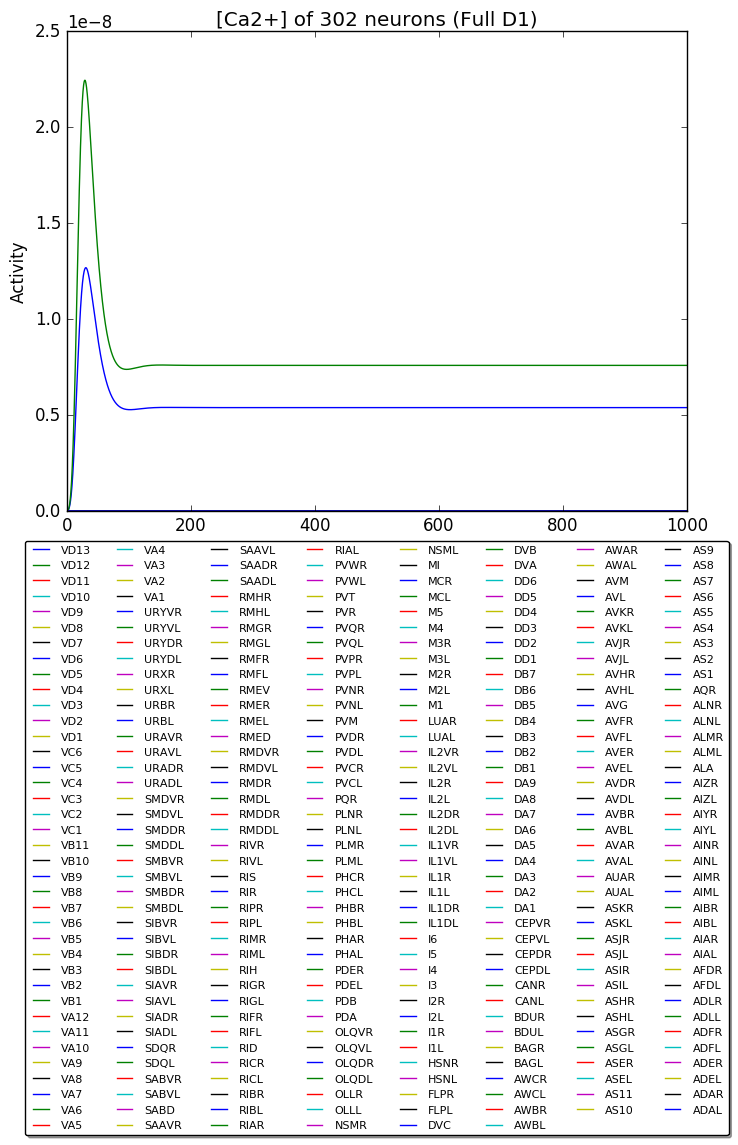 [Ca2+] of 302 neurons (Full D1)
1e−8
2.5
2.0
1.5
1.0
0.5
0.0
Activity
0 200 400 600 800 1000
VD13 VA4 SAAVL RIAL NSML DVB AWAR AS9
VD12 VA3 SAADR PVWR MI DVA AWAL AS8
VD11 VA2 SAADL PVWL MCR DD6 AVM AS7
VD10 VA1 RMHR PVT MCL DD5 AVL AS6
VD9 URYVR RMHL PVR M5 DD4 AVKR AS5
VD8 URYVL RMGR PVQR M4 DD3 AVKL AS4
VD7 URYDR RMGL PVQL M3R DD2 AVJR AS3
VD6 URYDL RMFR PVPR M3L DD1 AVJL AS2
VD5 URXR RMFL PVPL M2R DB7 AVHR AS1
VD4 URXL RMEV PVNR M2L DB6 AVHL AQR
VD3 URBR RMER PVNL M1 DB5 AVG ALNR
VD2 URBL RMEL PVM LUAR DB4 AVFR ALNL
VD1 URAVR RMED PVDR LUAL DB3 AVFL ALMR
VC6 URAVL RMDVR PVDL IL2VR DB2 AVER ALML
VC5 URADR RMDVL PVCR IL2VL DB1 AVEL ALA
VC4 URADL RMDR PVCL IL2R DA9 AVDR AIZR
VC3 SMDVR RMDL PQR IL2L DA8 AVDL AIZL
VC2 SMDVL RMDDR PLNR IL2DR DA7 AVBR AIYR
VC1 SMDDR RMDDL PLNL IL2DL DA6 AVBL AIYL
VB11 SMDDL RIVR PLMR IL1VR DA5 AVAR AINR
VB10 SMBVR RIVL PLML IL1VL DA4 AVAL AINL
VB9 SMBVL RIS PHCR IL1R DA3 AUAR AIMR
VB8 SMBDR RIR PHCL IL1L DA2 AUAL AIML
VB7 SMBDL RIPR PHBR IL1DR DA1 ASKR AIBR
VB6 SIBVR RIPL PHBL IL1DL CEPVR ASKL AIBL
VB5 SIBVL RIMR PHAR I6 CEPVL ASJR AIAR
VB4 SIBDR RIML PHAL I5 CEPDR ASJL AIAL
VB3 SIBDL RIH PDER I4 CEPDL ASIR AFDR
VB2 SIAVR RIGR PDEL I3 CANR ASIL AFDL
VB1 SIAVL RIGL PDB I2R CANL ASHR ADLR
VA12 SIADR RIFR PDA I2L BDUR ASHL ADLL
VA11 SIADL RIFL OLQVR I1R BDUL ASGR ADFR
VA10 SDQR RID OLQVL I1L BAGR ASGL ADFL
VA9 SDQL RICR OLQDR HSNR BAGL ASER ADER
VA8 SABVR RICL OLQDL HSNL AWCR ASEL ADEL
VA7 SABVL RIBR OLLR FLPR AWCL AS11 ADAR
VA6 SABD RIBL OLLL FLPL AWBR AS10 ADAL
VA5 SAAVR RIAR NSMR DVC AWBL